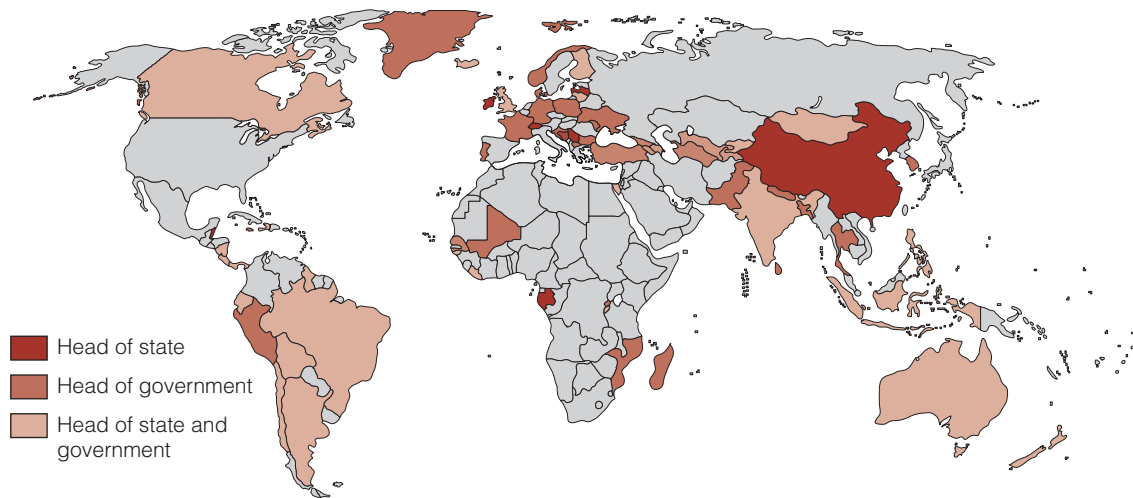 Head of state
Head of government
Head of state and
government